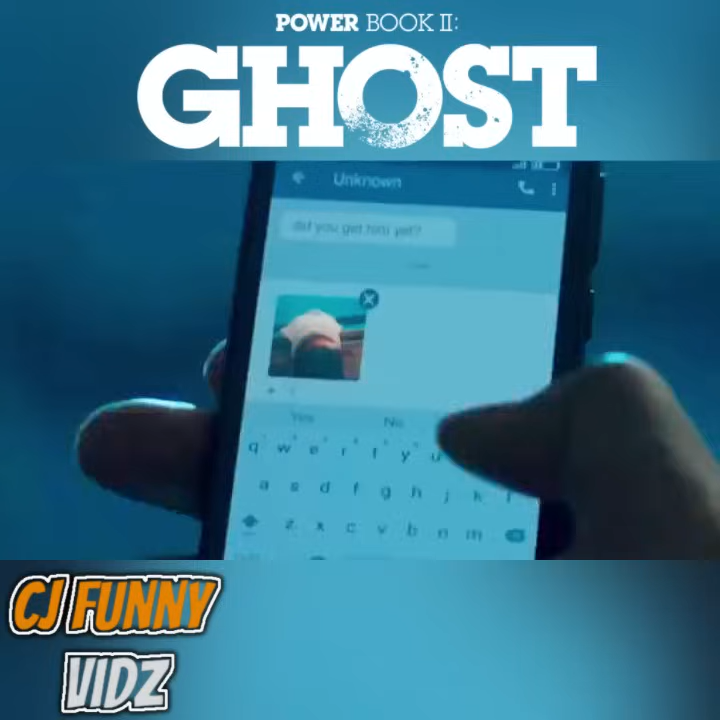 POWER BOOK II:
GHOST
Unknown
did you get him yet?
Yes No
q w e r t y u
a s d f g h j k l
z x c v b n m
CJ FUNNY
VIDZ